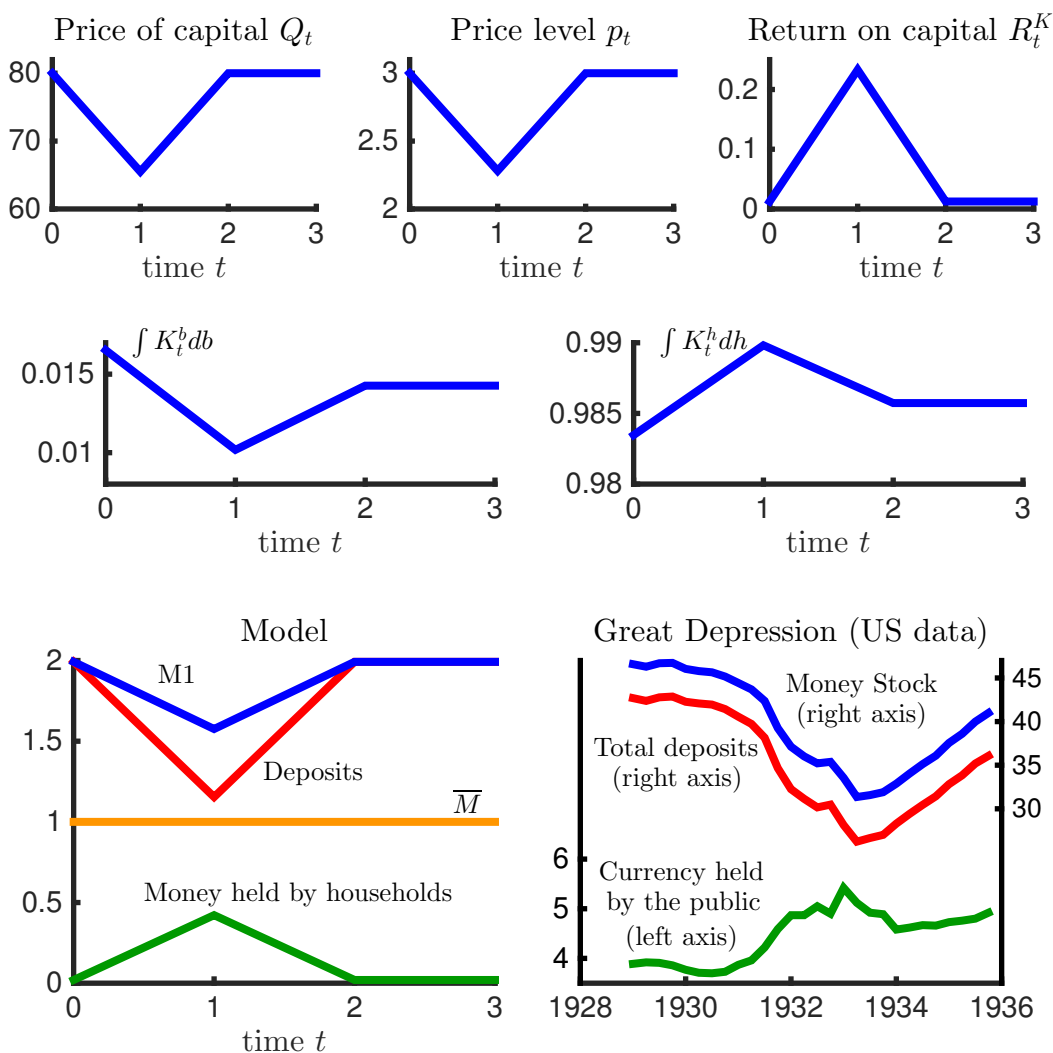 Price of capital $Q_t$
80
70
60
0 1 2 3
time $t$
Price level $p_t$
3
2.5
2
0 1 2 3
time $t$
Return on capital $R_t^K$
0.2
0.1
0
0 1 2 3
time $t$
$\int K_t^b db$
0.015
0.01
0 1 2 3
time $t$
$\int K_t^h dh$
0.99
0.985
0.98
0 1 2 3
time $t$
Model
2
1.5
1
0.5
0
M1
Deposits
$\overline{M}$
Money held by households
0 1 2 3
time $t$
Great Depression (US data)
45
40
35
30
6
5
4
Money Stock
(right axis)
Total deposits
(right axis)
Currency held
by the public
(left axis)
1928 1930 1932 1934 1936